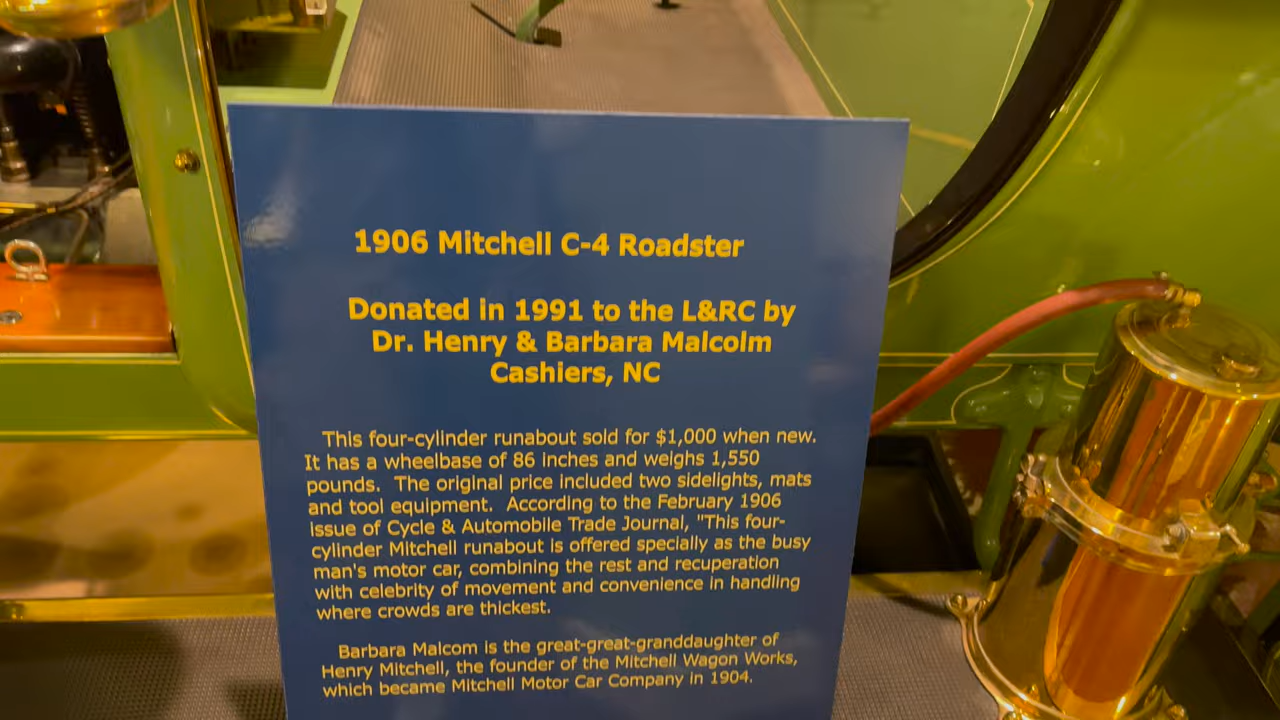 1906 Mitchell C-4 Roadster
Donated in 1991 to the L&RC by
Dr. Henry & Barbara Malcolm
Cashiers, NC
This four-cylinder runabout sold for $1,000 when new.
It has a wheelbase of 86 inches and weighs 1,550
pounds. The original price included two sidelights, mats
and tool equipment. According to the February 1906
issue of Cycle & Automobile Trade Journal, "This four-
cylinder Mitchell runabout is offered specially as the busy
man's motor car, combining the rest and recuperation
with celebrity of movement and convenience in handling
where crowds are thickest.
Barbara Malcom is the great-great-granddaughter of
Henry Mitchell, the founder of the Mitchell Wagon Works,
which became Mitchell Motor Car Company in 1904.